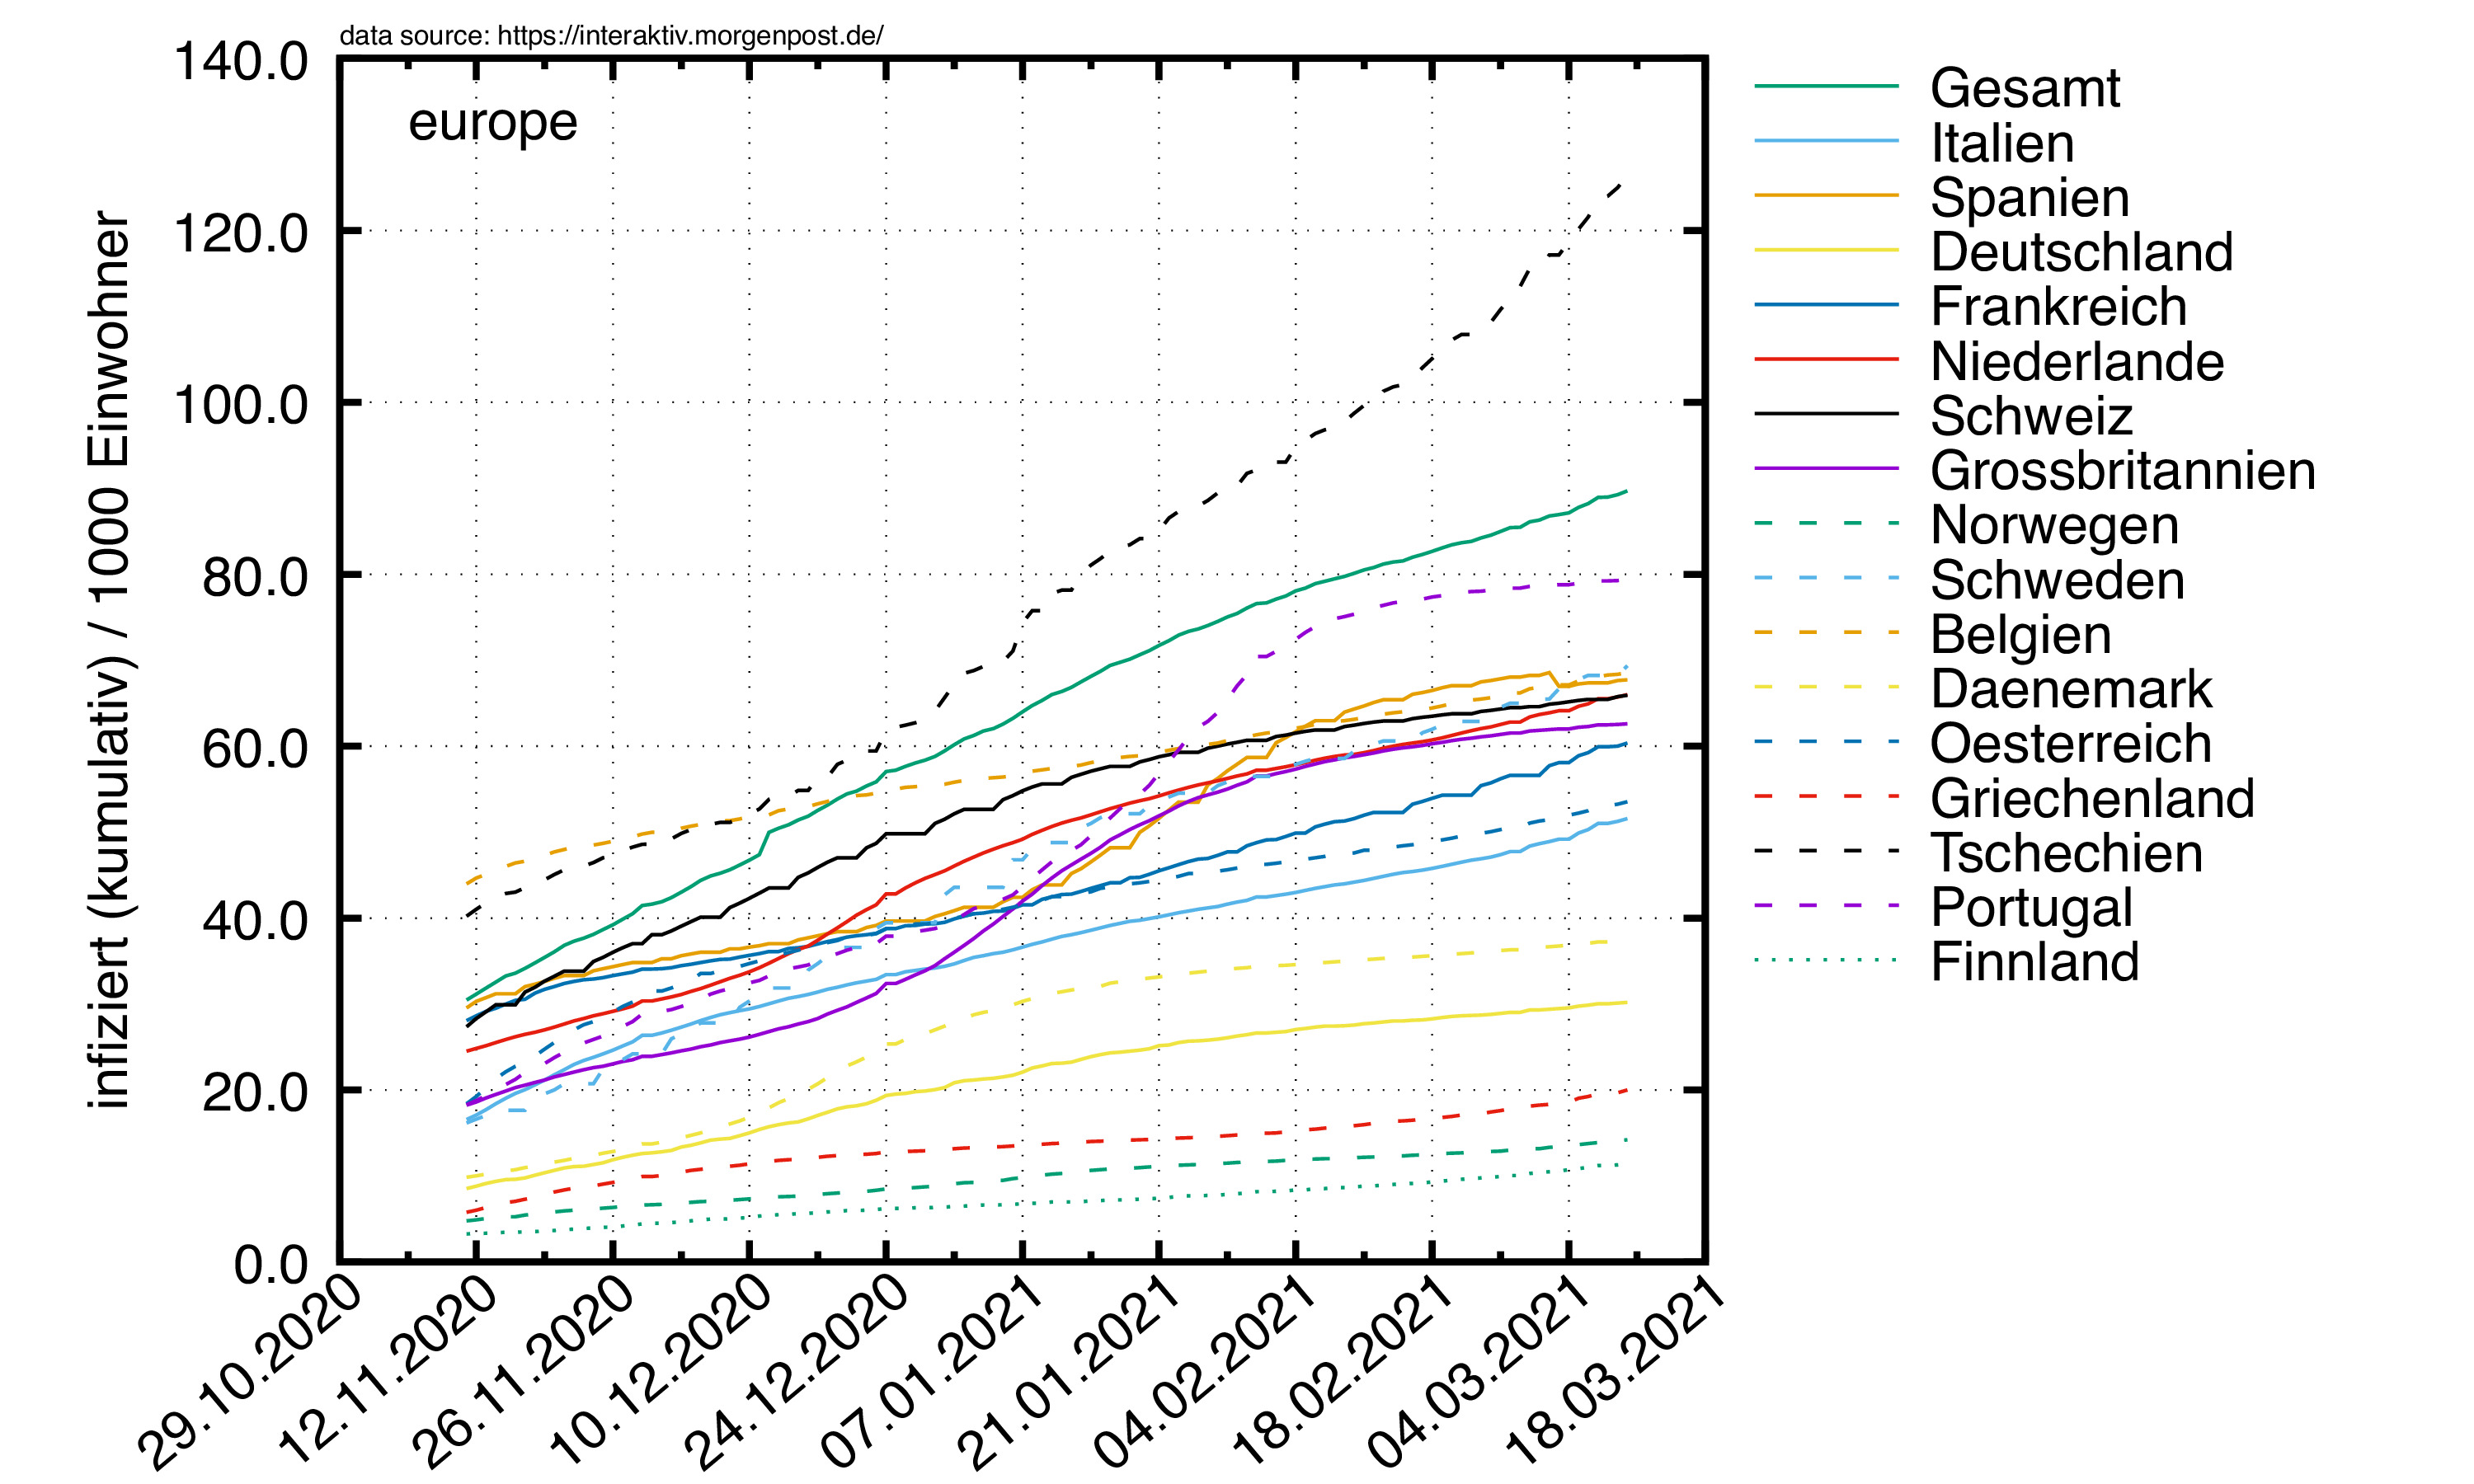 data source: https://interaktiv.morgenpost.de/
europe
infiziert (kumulativ) / 1000 Einwohner
140.0
120.0
100.0
80.0
60.0
40.0
20.0
0.0
29.10.2020
12.11.2020
26.11.2020
10.12.2020
24.12.2020
07.01.2021
21.01.2021
04.02.2021
18.02.2021
04.03.2021
18.03.2021
Gesamt
Italien
Spanien
Deutschland
Frankreich
Niederlande
Schweiz
Grossbritannien
Norwegen
Schweden
Belgien
Daenemark
Oesterreich
Griechenland
Tschechien
Portugal
Finnland